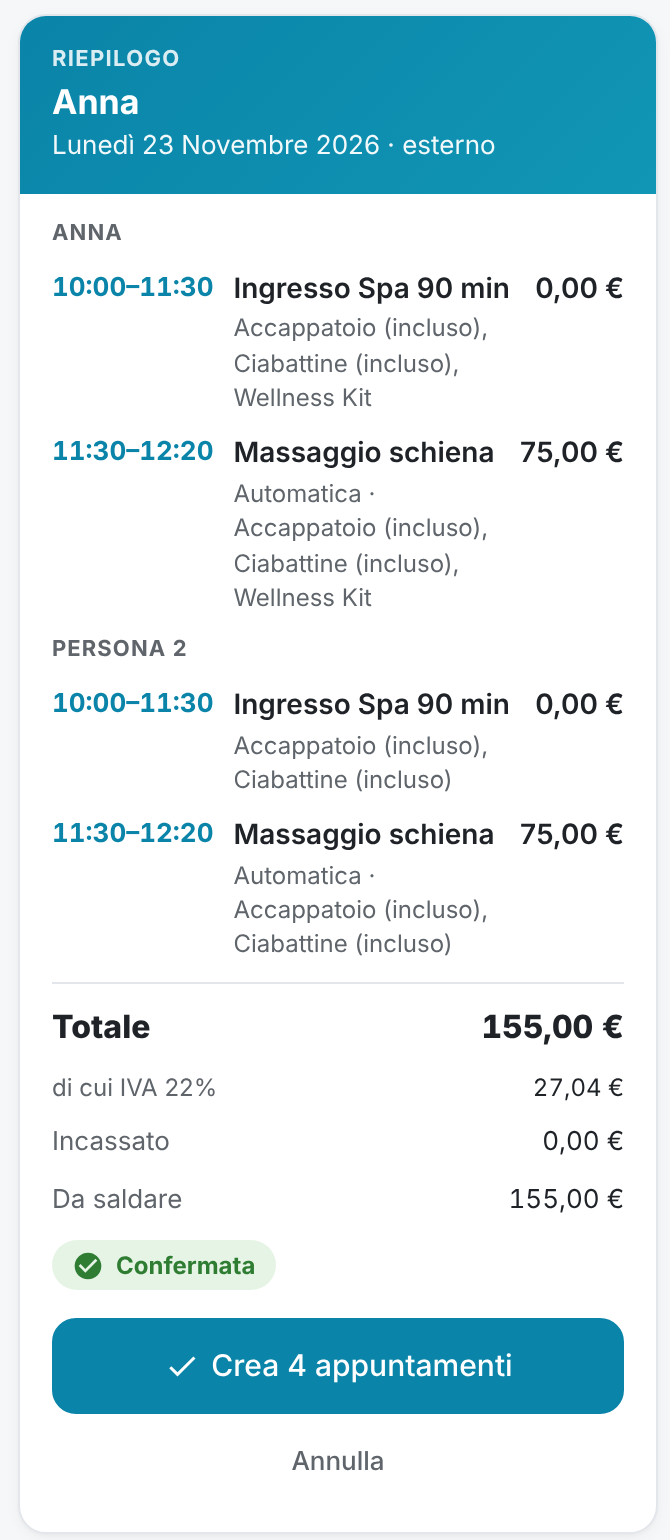 RIEPILOGO
Anna
Lunedì 23 Novembre 2026 · esterno
ANNA
10:00–11:30 Ingresso Spa 90 min 0,00 €
Accappatoio (incluso),
Ciabattine (incluso),
Wellness Kit
11:30–12:20 Massaggio schiena 75,00 €
Automatica ·
Accappatoio (incluso),
Ciabattine (incluso),
Wellness Kit
PERSONA 2
10:00–11:30 Ingresso Spa 90 min 0,00 €
Accappatoio (incluso),
Ciabattine (incluso)
11:30–12:20 Massaggio schiena 75,00 €
Automatica ·
Accappatoio (incluso),
Ciabattine (incluso)
Totale 155,00 €
di cui IVA 22% 27,04 €
Incassato 0,00 €
Da saldare 155,00 €
Confermata
Crea 4 appuntamenti
Annulla